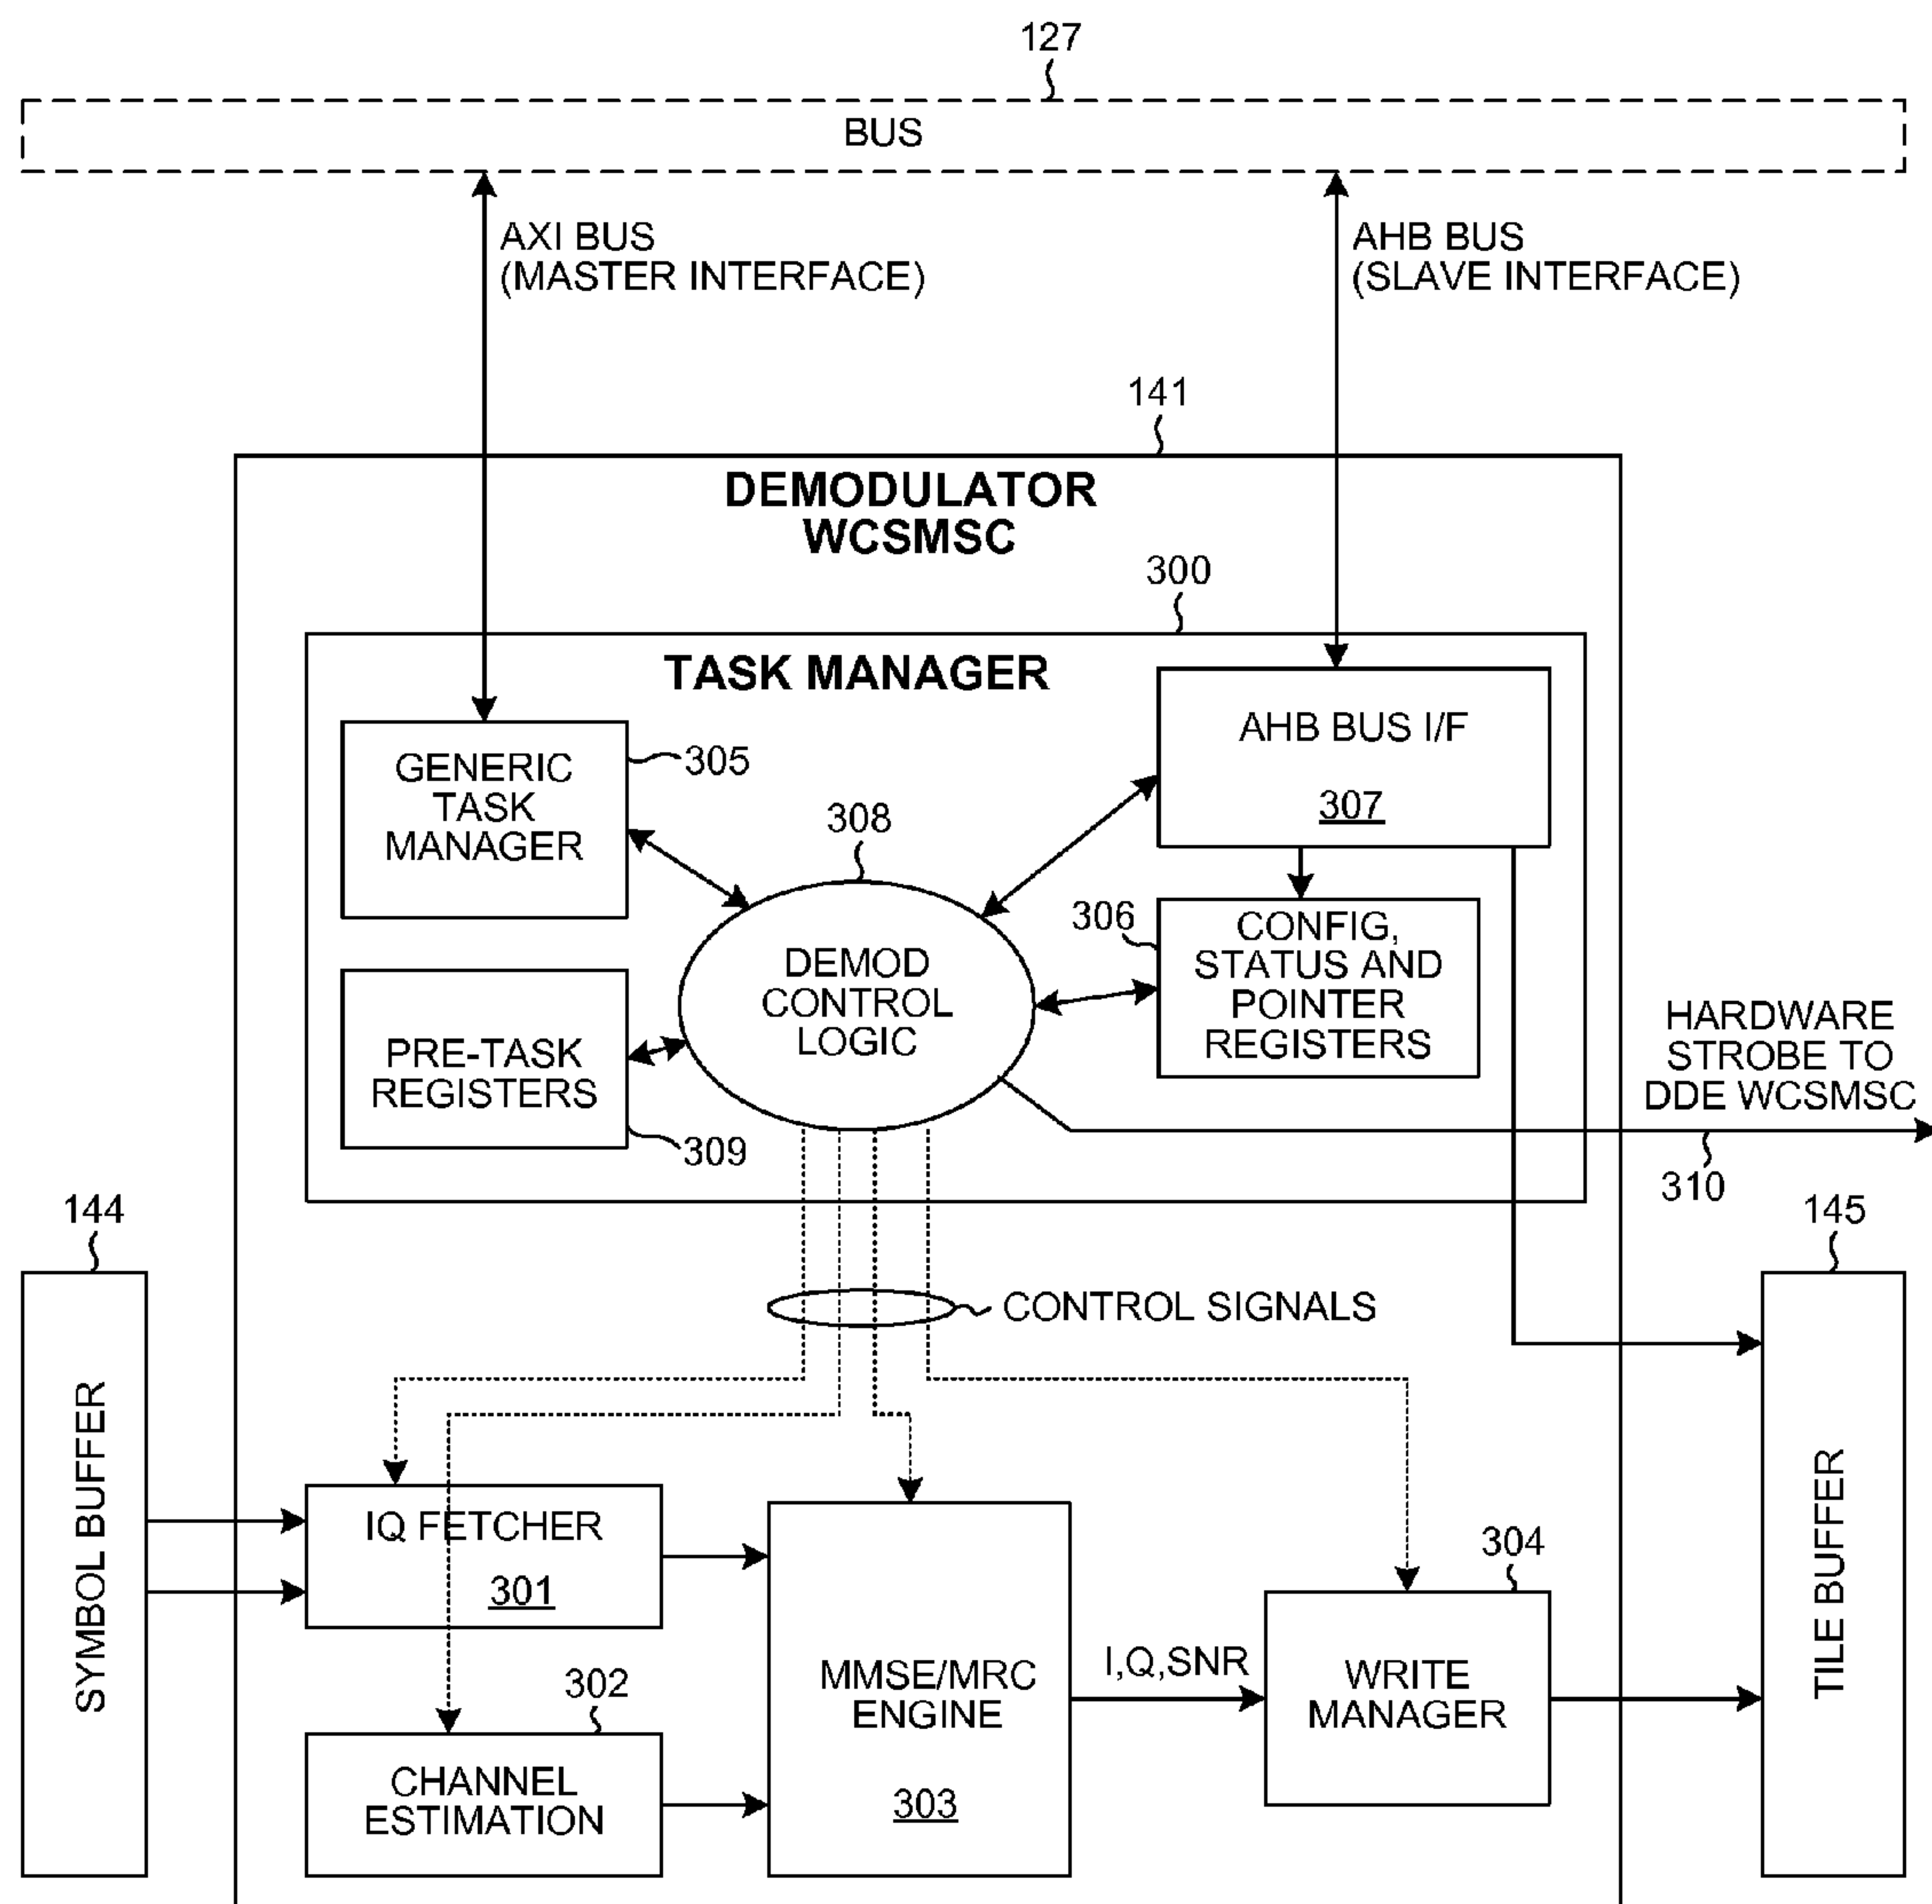 127
BUS
AXI BUS
(MASTER INTERFACE)
AHB BUS
(SLAVE INTERFACE)
141
DEMODULATOR
WCSMSC
300
TASK MANAGER
GENERIC
TASK
MANAGER
305
AHB BUS I/F
307
308
DEMOD
CONTROL
LOGIC
306
CONFIG,
STATUS AND
POINTER
REGISTERS
PRE-TASK
REGISTERS
309
HARDWARE
STROBE TO
DDE WCSMSC
310
144
SYMBOL BUFFER
145
TILE BUFFER
CONTROL SIGNALS
IQ FETCHER
301
302
CHANNEL
ESTIMATION
MMSE/MRC
ENGINE
303
I,Q,SNR
304
WRITE
MANAGER